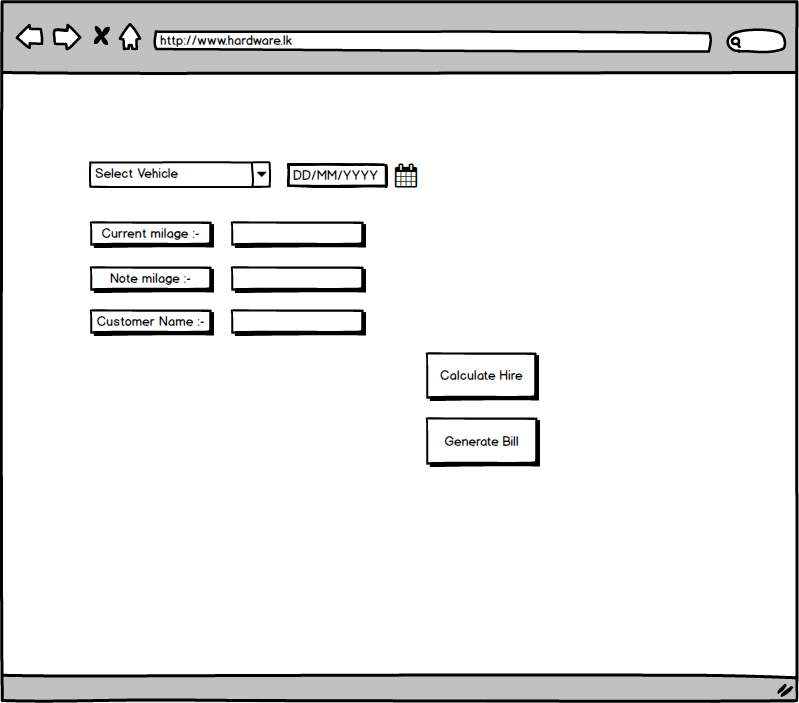 http://www.hardware.lk
Select Vehicle
DD/MM/YYYY
Current milage :-
Note milage :-
Customer Name :-
Calculate Hire
Generate Bill